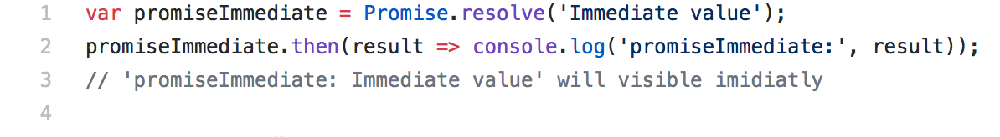 1 var promiseImmediate = Promise.resolve('Immediate value');
2 promiseImmediate.then(result => console.log('promiseImmediate:', result));
3 // 'promiseImmediate: Immediate value' will visible imidiatly
4